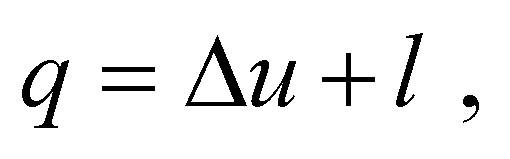 q = Δu + l ,